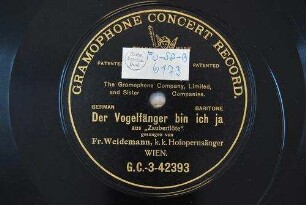 GRAMOPHONE CONCERT RECORD.
PATENTED PATENTED
The Gramophone Company, Limited,
and Sister Companies.
GERMAN BARITONE
Der Vogelfänger bin ich ja
aus „Zauberflöte“
gesungen von
Fr. Weidemann, k. k. Hofopernsänger
WIEN.
G.C.-3-42393